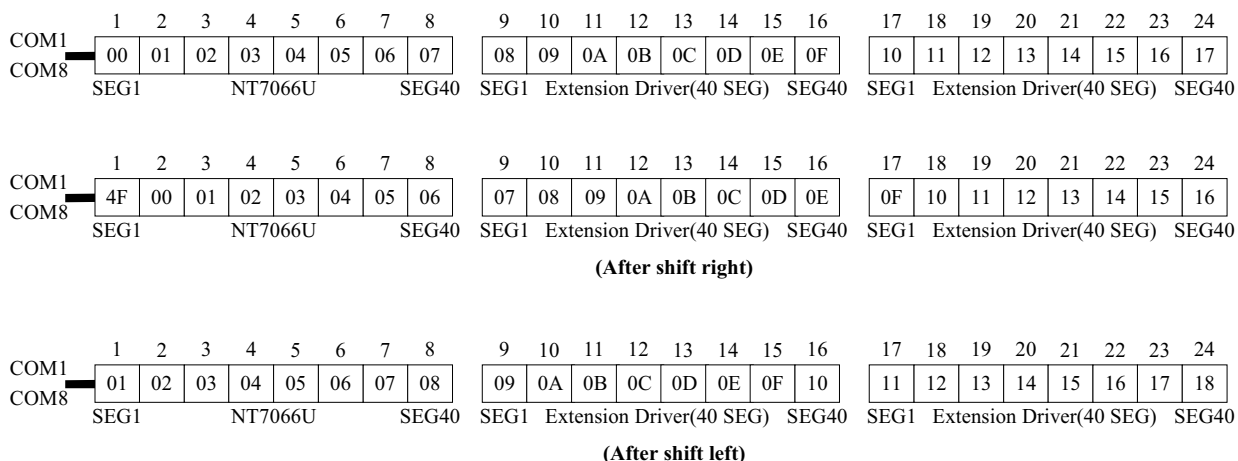 1 2 3 4 5 6 7 8 9 10 11 12 13 14 15 16 17 18 19 20 21 22 23 24
COM1
00 01 02 03 04 05 06 07 08 09 0A 0B 0C 0D 0E 0F 10 11 12 13 14 15 16 17
COM8
SEG1 NT7066U SEG40 SEG1 Extension Driver(40 SEG) SEG40 SEG1 Extension Driver(40 SEG) SEG40
1 2 3 4 5 6 7 8 9 10 11 12 13 14 15 16 17 18 19 20 21 22 23 24
COM1
4F 00 01 02 03 04 05 06 07 08 09 0A 0B 0C 0D 0E 0F 10 11 12 13 14 15 16
COM8
SEG1 NT7066U SEG40 SEG1 Extension Driver(40 SEG) SEG40 SEG1 Extension Driver(40 SEG) SEG40
(After shift right)
1 2 3 4 5 6 7 8 9 10 11 12 13 14 15 16 17 18 19 20 21 22 23 24
COM1
01 02 03 04 05 06 07 08 09 0A 0B 0C 0D 0E 0F 10 11 12 13 14 15 16 17 18
COM8
SEG1 NT7066U SEG40 SEG1 Extension Driver(40 SEG) SEG40 SEG1 Extension Driver(40 SEG) SEG40
(After shift left)